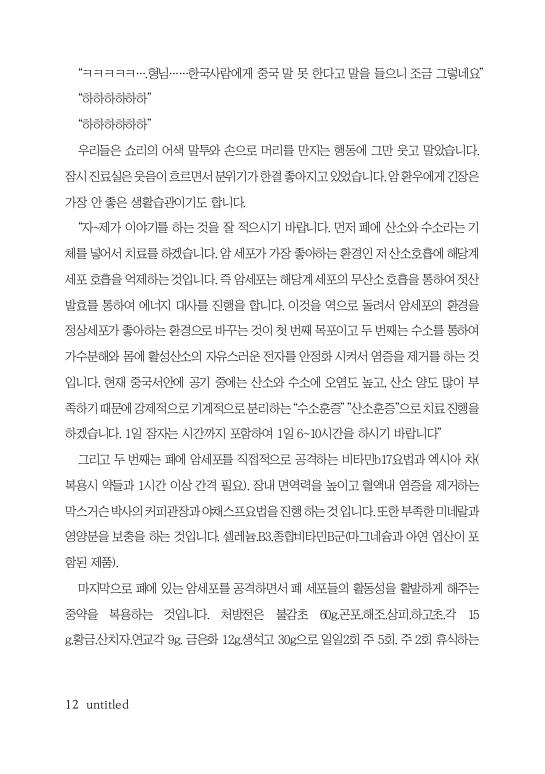 “ㅋㅋㅋㅋㅋ….형님……한국사람에게 중국 말 못 한다고 말을 들으니 조금 그렇네요”
“하하하하하하”
“하하하하하하”
우리들은 쇼리의 어색 말투와 손으로 머리를 만지는 행동에 그만 웃고 말았습니다.
잠시 진료실은 웃음이 흐르면서 분위기가 한결 좋아지고 있었습니다. 암 환우에게 긴장은
가장 안 좋은 생활습관이기도 합니다.
“자~제가 이야기를 하는 것을 잘 적으시기 바랍니다. 먼저 폐에 산소와 수소라는 기
체를 넣어서 치료를 하겠습니다. 암 세포가 가장 좋아하는 환경인 저 산소호흡에 해당계
세포 호흡을 억제하는 것입니다. 즉 암세포는 해당계 세포의 무산소 호흡을 통하여 젓산
발효를 통하여 에너지 대사를 진행을 합니다. 이것을 역으로 돌려서 암세포의 환경을
정상세포가 좋아하는 환경으로 바꾸는 것이 첫 번째 목포이고 두 번째는 수소를 통하여
가수분해와 몸에 활성산소의 자유스러운 전자를 안정화 시켜서 염증을 제거를 하는 것
입니다. 현재 중국서안에 공기 중에는 산소와 수소에 오염도 높고, 산소 양도 많이 부
족하기 때문에 강제적으로 기계적으로 분리하는 “수소훈증” ”산소훈증”으로 치료 진행을
하겠습니다. 1일 잠자는 시간까지 포함하여 1일 6~10시간을 하시기 바랍니다”
그리고 두 번째는 폐에 암세포를 직접적으로 공격하는 비타민b17요법과 엑시아 차(
복용시 약들과 1시간 이상 간격 필요). 장내 면역력을 높이고 혈액내 염증을 제거하는
막스거슨 박사의 커피관장과 야채스프요법을 진행 하는 것 입니다. 또한 부족한 미네랄과
영양분을 보충을 하는 것입니다. 셀레늄.B3.종합비타민B군(마그네슘과 아연 엽산이 포
함된 제품).
마지막으로 폐에 있는 암세포를 공격하면서 폐 세포들의 활동성을 활발하게 해주는
중약을 복용하는 것입니다. 처방전은 불감초 60g.곤포.해조.상피.하고초.각 15
g.황금.산치자.연교각 9g. 금은화 12g.생석고 30g으로 일일2회 주 5회. 주 2회 휴식하는
12 untitled